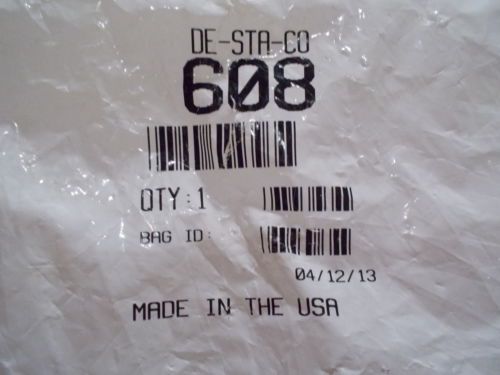 DE-STA-CO
608
QTY:1
BAG ID:
04/12/13
MADE IN THE USA